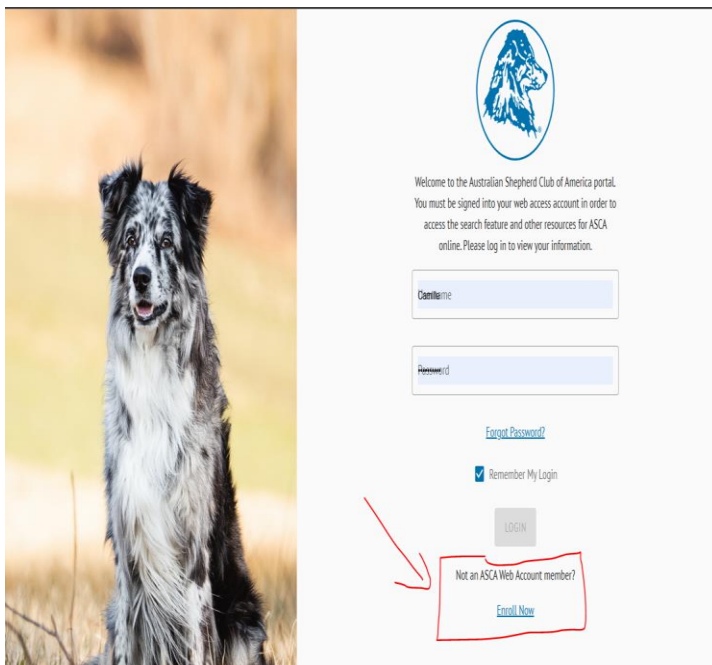 Welcome to the Australian Shepherd Club of America portal.
You must be signed into your web access account in order to
access the search feature and other resources for ASCA
online. Please log in to view your information.
Forgot Password?
Remember My Login
LOGIN
Not an ASCA Web Account member?
Enroll Now